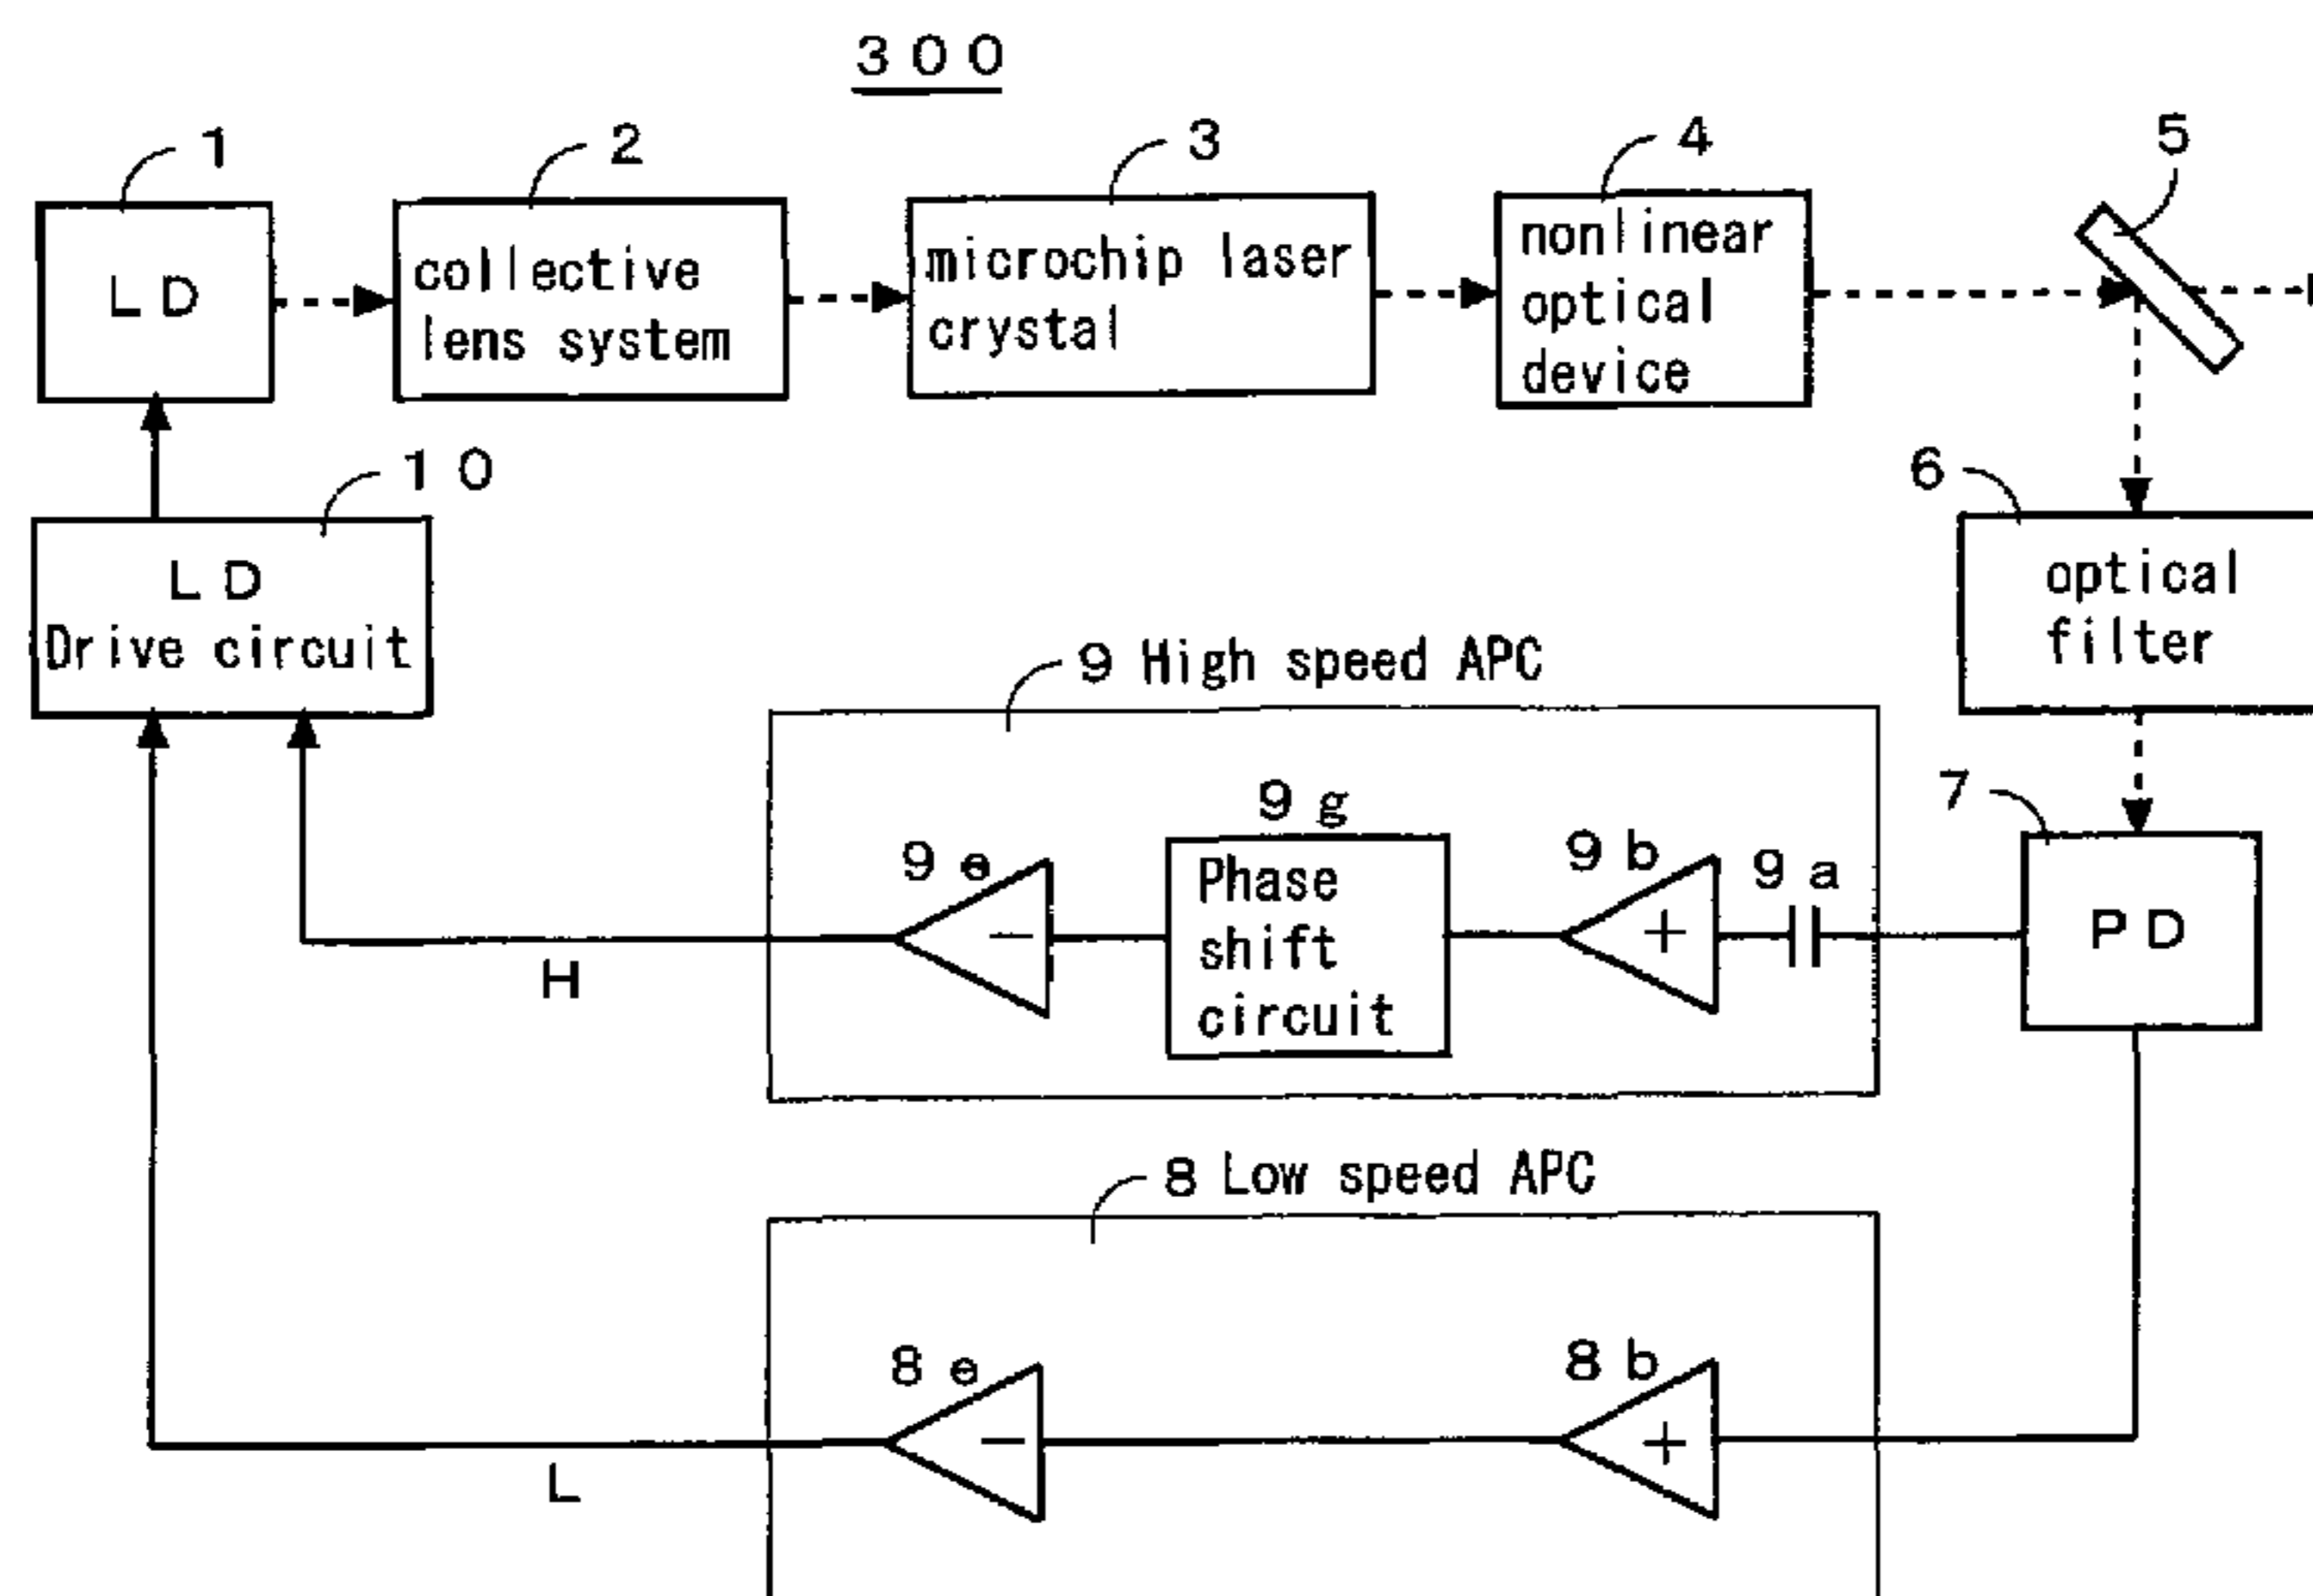 300
1
2
3
4
5
LD
collective
lens system
microchip laser
crystal
nonlinear
optical
device
10
6
LD
Drive circuit
optical
filter
9 High speed APC
7
9g
9e
9b
9a
Phase
shift
circuit
−
+
PD
H
8 Low speed APC
8e
8b
−
+
L